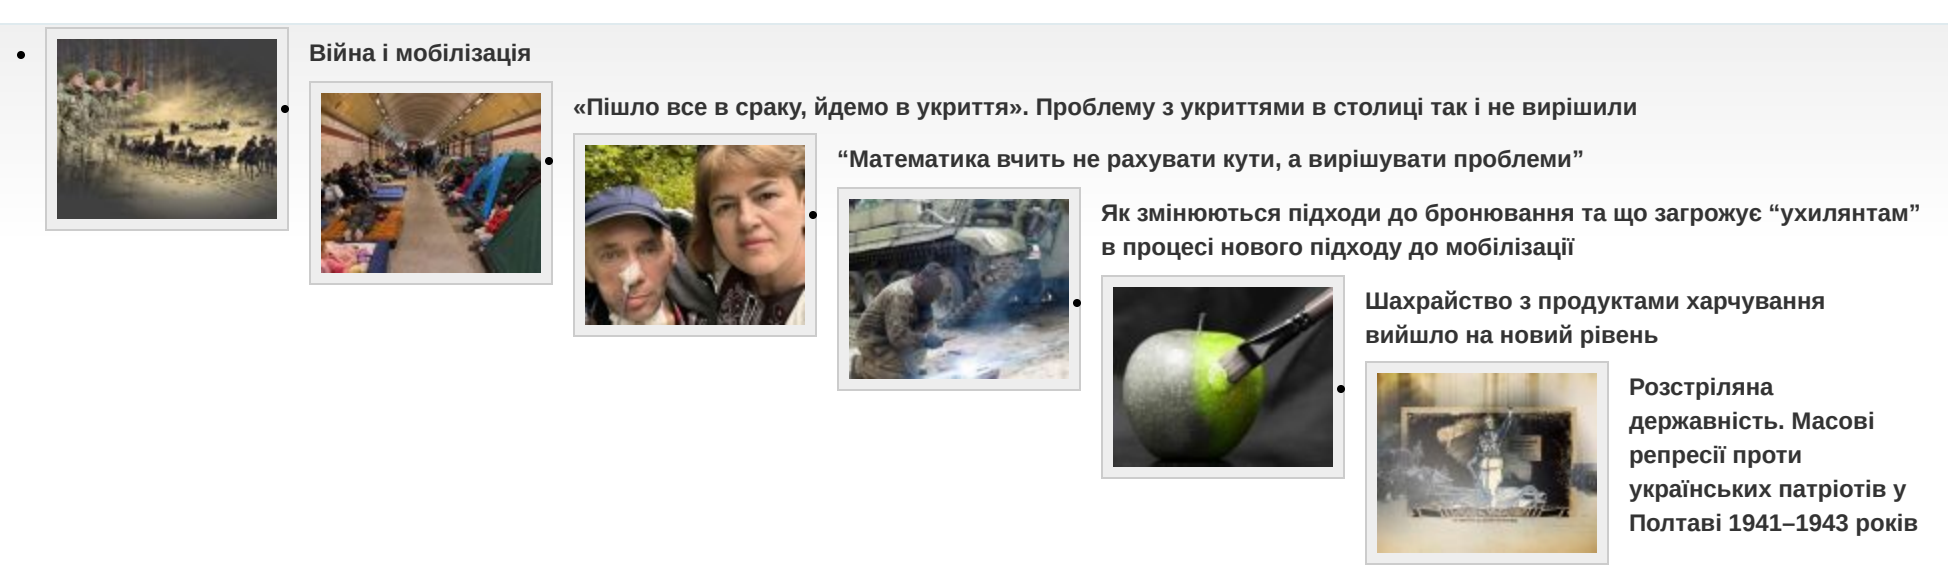 Війна і мобілізація
«Пішло все в сраку, йдемо в укриття». Проблему з укриттями в столиці так і не вирішили
“Математика вчить не рахувати кути, а вирішувати проблеми”
Як змінюються підходи до бронювання та що загрожує “ухилянтам”
в процесі нового підходу до мобілізації
Шахрайство з продуктами харчування
вийшло на новий рівень
Розстріляна
державність. Масові
репресії проти
українських патріотів у
Полтаві 1941–1943 років